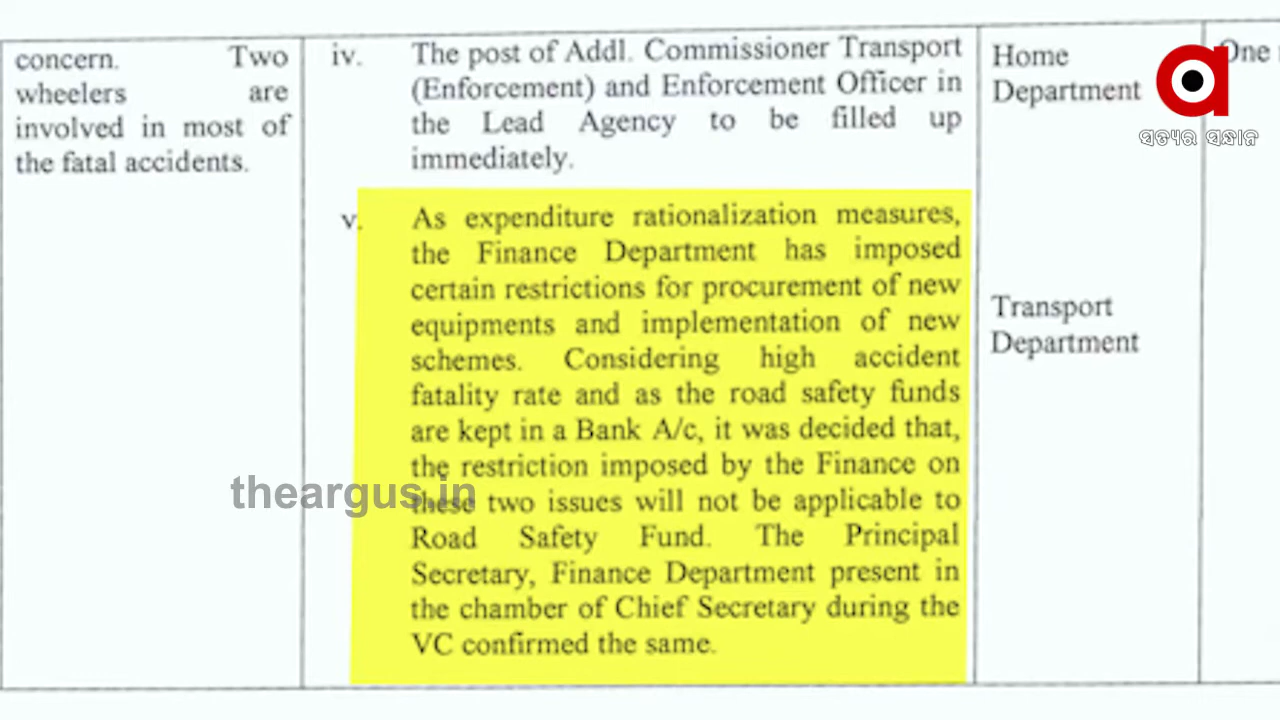 concern. Two
wheelers are
involved in most of
the fatal accidents.
iv. The post of Addl. Commissioner Transport
(Enforcement) and Enforcement Officer in
the Lead Agency to be filled up
immediately.
v. As expenditure rationalization measures,
the Finance Department has imposed
certain restrictions for procurement of new
equipments and implementation of new
schemes. Considering high accident
fatality rate and as the road safety funds
are kept in a Bank A/c, it was decided that,
the restriction imposed by the Finance on
these two issues will not be applicable to
Road Safety Fund. The Principal
Secretary, Finance Department present in
the chamber of Chief Secretary during the
VC confirmed the same.
Home
Department
Transport
Department
One
ସତ୍ୟର ସନ୍ଧାନ
theargus.in